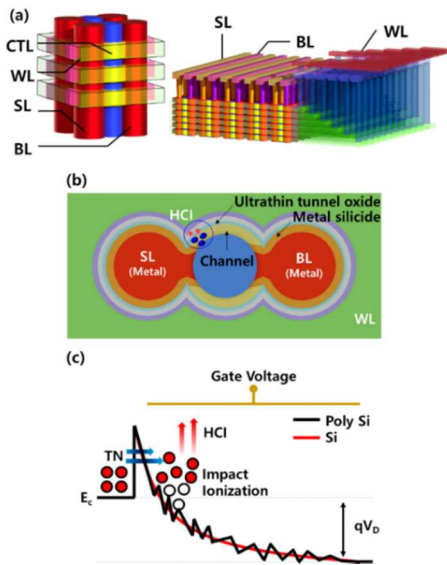 (a)
SL
BL
WL
CTL
WL
SL
BL
(b)
HCI
Ultrathin tunnel oxide
Metal silicide
SL
(Metal)
Channel
BL
(Metal)
WL
(c)
Gate Voltage
Poly Si
Si
HCI
TN
Impact
Ionization
Ec
qVD